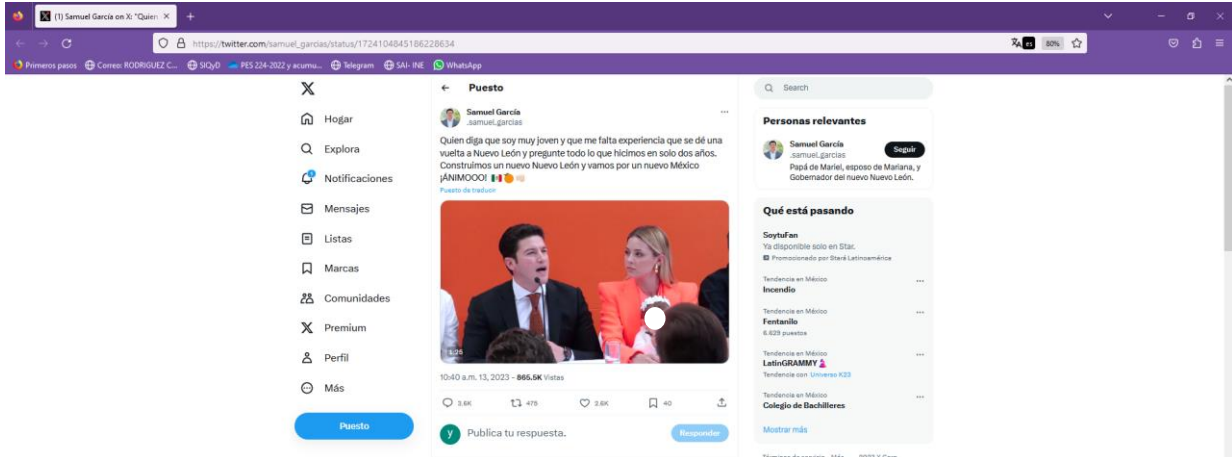 (1) Samuel García on X: "Quien
https://twitter.com/samuel_garcias/status/1724104845186228634
es
80%
Primeros pasos
Correo: RODRIGUEZ C...
SIQyD
PES 224-2022 y acumu...
Telegram
SAI- INE
WhatsApp
Hogar
Explora
Notificaciones
Mensajes
Listas
Marcas
Comunidades
Premium
Perfil
Más
Puesto
Puesto
Samuel García
.samuel.garcias
Quien diga que soy muy joven y que me falta experiencia que se dé una
vuelta a Nuevo León y pregunte todo lo que hicimos en solo dos años.
Construimos un nuevo Nuevo León y vamos por un nuevo México
¡ÁNIMOOO! 🇲🇽🍊👊🏻
Puesto de traducir
1:25
10:40 a.m. 13, 2023 - 865.5K Vistas
3.6K
475
2.6K
40
y
Publica tu respuesta.
Responder
Search
Personas relevantes
Samuel García
.samuel.garcias
Seguir
Papá de Mariel, esposo de Mariana, y
Gobernador del nuevo Nuevo León.
Qué está pasando
SoytuFan
Ya disponible solo en Star.
Promocionado por Star± Latinoamérica
Tendencia en México
Incendio
Tendencia en México
Fentanilo
6.629 puestos
Tendencia en México
LatinGRAMMY
Tendencia con Universo K23
Tendencia en México
Colegio de Bachilleres
Mostrar más